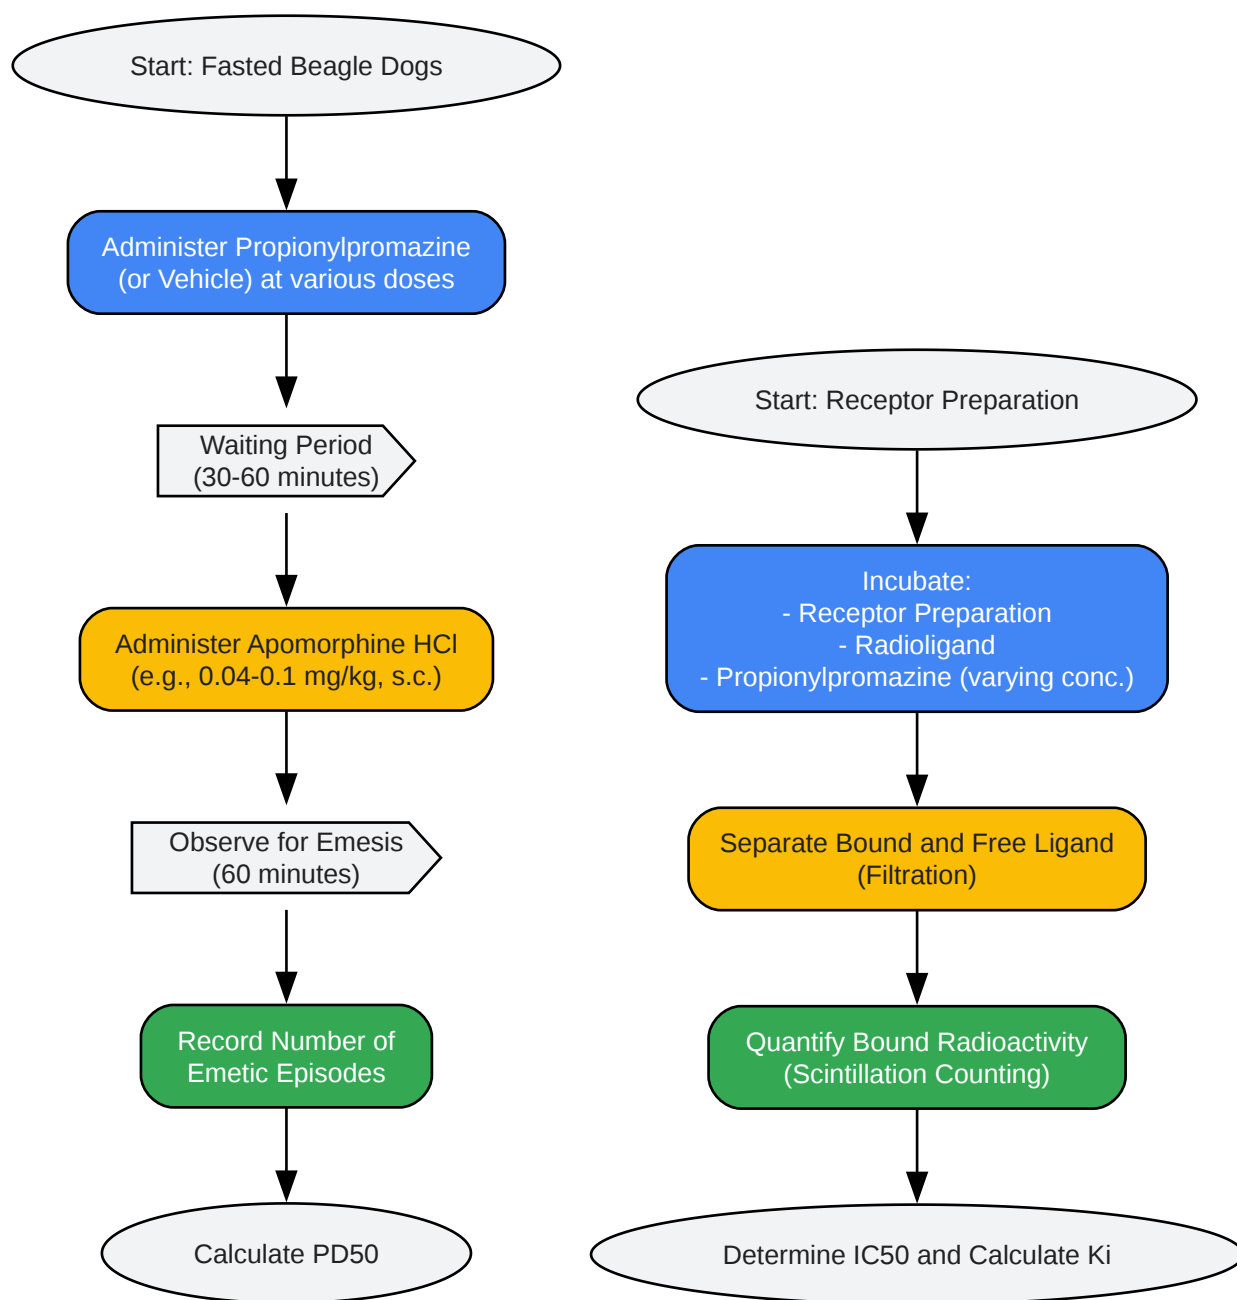 Start: Fasted Beagle Dogs
Administer Propionylpromazine
(or Vehicle) at various doses
Waiting Period
(30-60 minutes)
Administer Apomorphine HCl
(e.g., 0.04-0.1 mg/kg, s.c.)
Observe for Emesis
(60 minutes)
Record Number of
Emetic Episodes
Calculate PD50
Start: Receptor Preparation
Incubate:
- Receptor Preparation
- Radioligand
- Propionylpromazine (varying conc.)
Separate Bound and Free Ligand
(Filtration)
Quantify Bound Radioactivity
(Scintillation Counting)
Determine IC50 and Calculate Ki